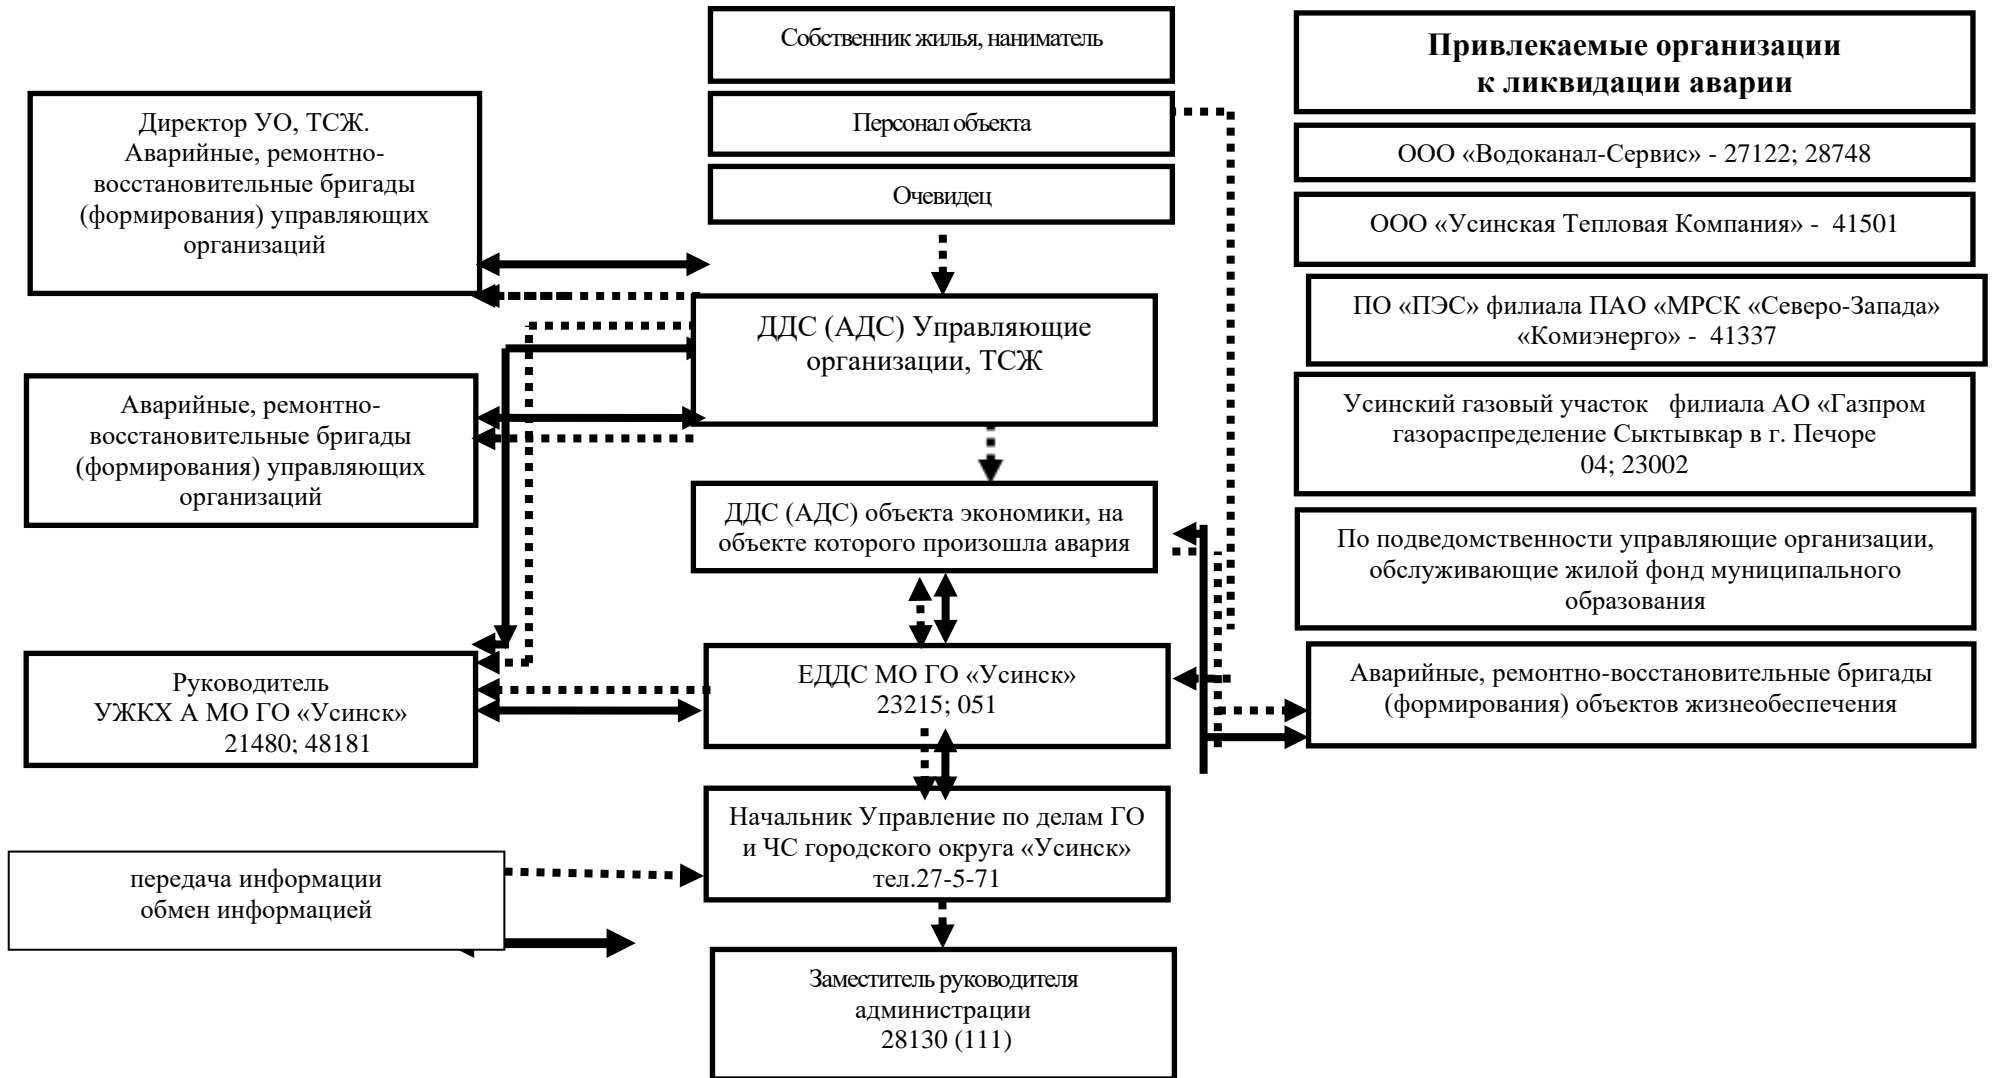 Собственник жилья, наниматель
Персонал объекта
Очевидец
Директор УО, ТСЖ.
Аварийные, ремонтно-
восстановительные бригады
(формирования) управляющих
организаций
ДДС (АДС) Управляющие
организации, ТСЖ
Аварийные, ремонтно-
восстановительные бригады
(формирования) управляющих
организаций
ДДС (АДС) объекта экономики, на
объекте которого произошла авария
Руководитель
УЖКХ А МО ГО «Усинск»
21480; 48181
ЕДДС МО ГО «Усинск»
23215; 051
Начальник Управление по делам ГО
и ЧС городского округа «Усинск»
тел.27-5-71
передача информации
обмен информацией
Заместитель руководителя
администрации
28130 (111)
Привлекаемые организации
к ликвидации аварии
ООО «Водоканал-Сервис» - 27122; 28748
ООО «Усинская Тепловая Компания» - 41501
ПО «ПЭС» филиала ПАО «МРСК «Северо-Запада»
«Комиэнерго» - 41337
Усинский газовый участок филиала АО «Газпром
газораспределение Сыктывкар в г. Печоре
04; 23002
По подведомственности управляющие организации,
обслуживающие жилой фонд муниципального
образования
Аварийные, ремонтно-восстановительные бригады
(формирования) объектов жизнеобеспечения